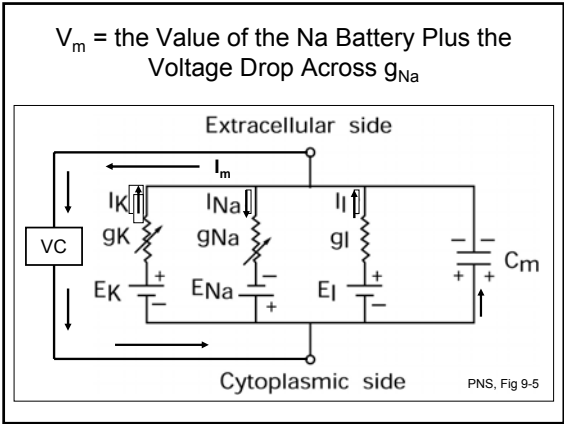 Vm = the Value of the Na Battery Plus the
Voltage Drop Across gNa
Extracellular side
Im
IK
INa
Il
VC
gK
gNa
gl
Cm
EK
ENa
El
Cytoplasmic side
PNS, Fig 9-5